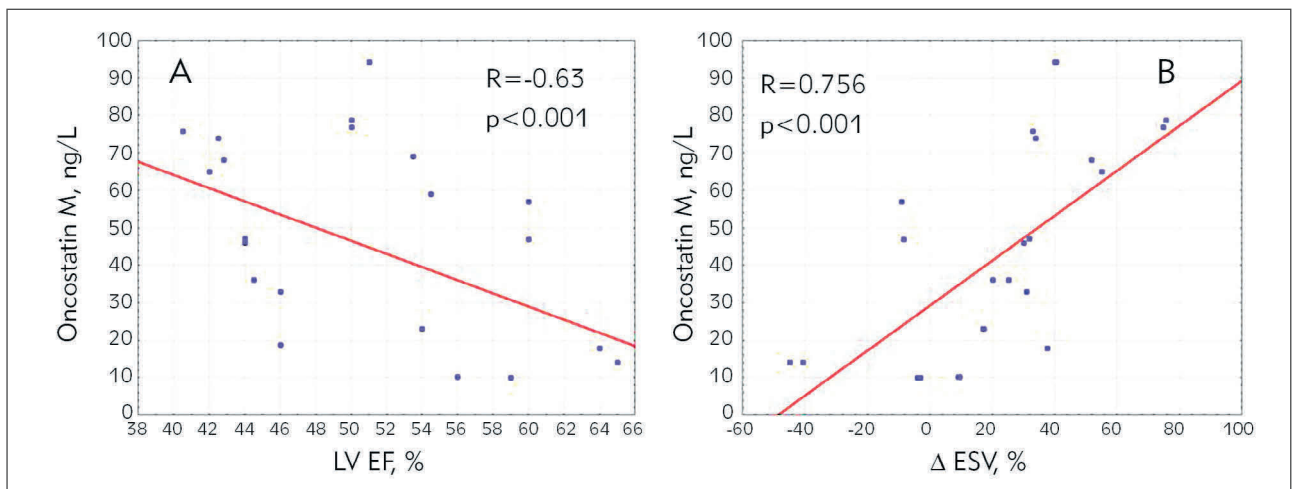 A
R=-0.63
p<0.001
Oncostatin M, ng/L
100
90
80
70
60
50
40
30
20
10
0
38 40 42 44 46 48 50 52 54 56 58 60 62 64 66
LV EF, %
B
R=0.756
p<0.001
Oncostatin M, ng/L
100
90
80
70
60
50
40
30
20
10
0
-60 -40 -20 0 20 40 60 80 100
Δ ESV, %